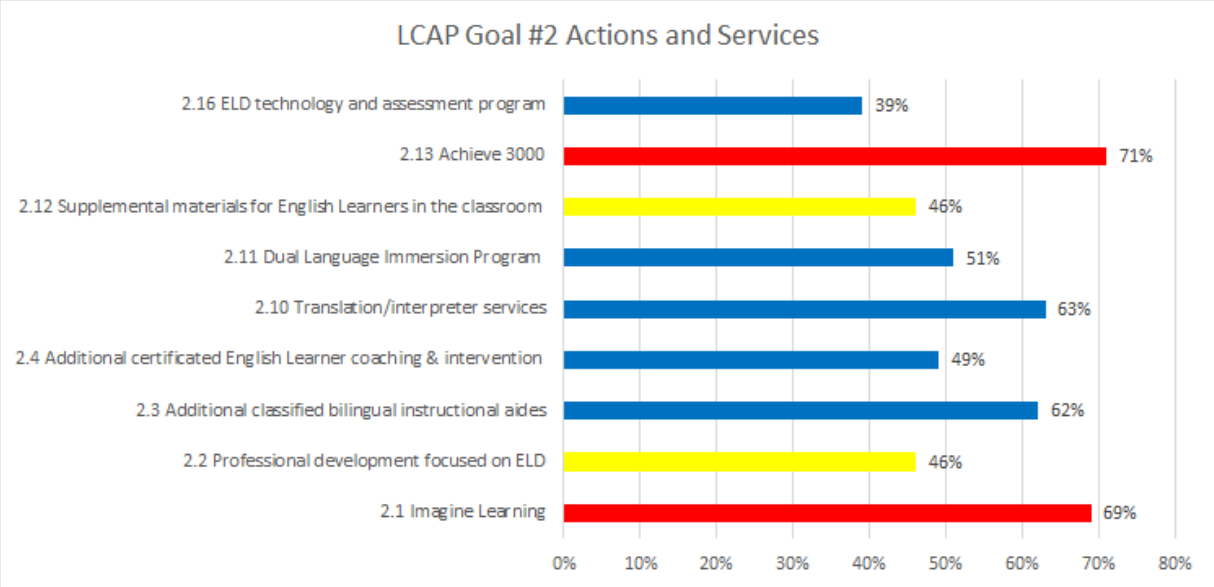 LCAP Goal #2 Actions and Services
2.16 ELD technology and assessment program 39%
2.13 Achieve 3000 71%
2.12 Supplemental materials for English Learners in the classroom 46%
2.11 Dual Language Immersion Program 51%
2.10 Translation/interpreter services 63%
2.4 Additional certificated English Learner coaching & intervention 49%
2.3 Additional classified bilingual instructional aides 62%
2.2 Professional development focused on ELD 46%
2.1 Imagine Learning 69%
0% 10% 20% 30% 40% 50% 60% 70% 80%